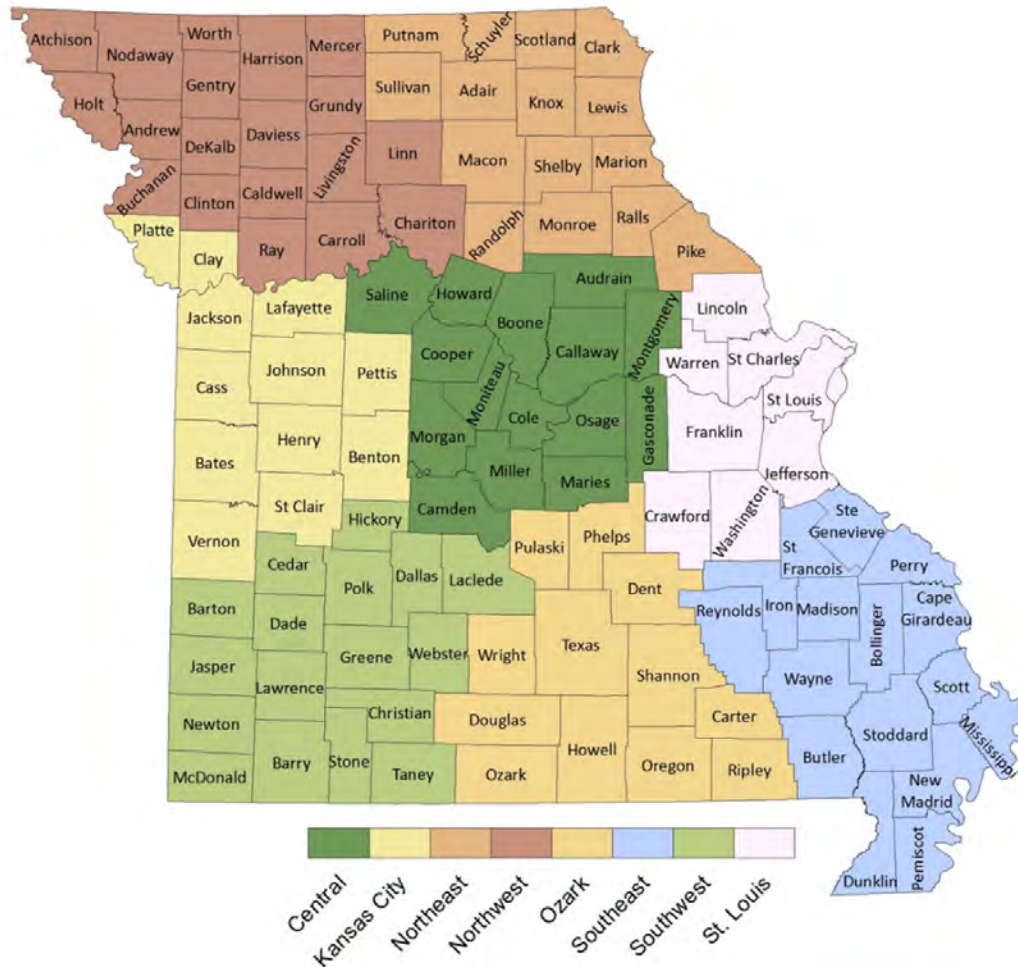 Atchison
Nodaway
Worth
Harrison
Mercer
Putnam
Schuyler
Scotland
Clark
Holt
Gentry
Grundy
Sullivan
Adair
Knox
Lewis
Andrew
DeKalb
Daviess
Livingston
Linn
Macon
Shelby
Marion
Buchanan
Clinton
Caldwell
Chariton
Randolph
Monroe
Ralls
Platte
Clay
Ray
Carroll
Pike
Audrain
Saline
Howard
Boone
Montgomery
Lincoln
Jackson
Lafayette
Cooper
Callaway
Warren
St Charles
Cass
Johnson
Pettis
Moniteau
St Louis
Cole
Osage
Gasconade
Franklin
Henry
Morgan
Bates
Benton
Miller
Maries
Jefferson
St Clair
Camden
Crawford
Washington
Ste
Genevieve
Vernon
Hickory
Pulaski
Phelps
St
Francois
Perry
Cedar
Polk
Dallas
Laclede
Dent
Reynolds
Iron
Madison
Bollinger
Cape
Girardeau
Barton
Dade
Texas
Jasper
Greene
Webster
Wright
Shannon
Wayne
Scott
Lawrence
Newton
Christian
Douglas
Carter
Stoddard
Mississippi
McDonald
Barry
Stone
Taney
Ozark
Howell
Oregon
Ripley
Butler
New
Madrid
Dunklin
Pemiscot
Central
Kansas City
Northeast
Northwest
Ozark
Southeast
Southwest
St. Louis